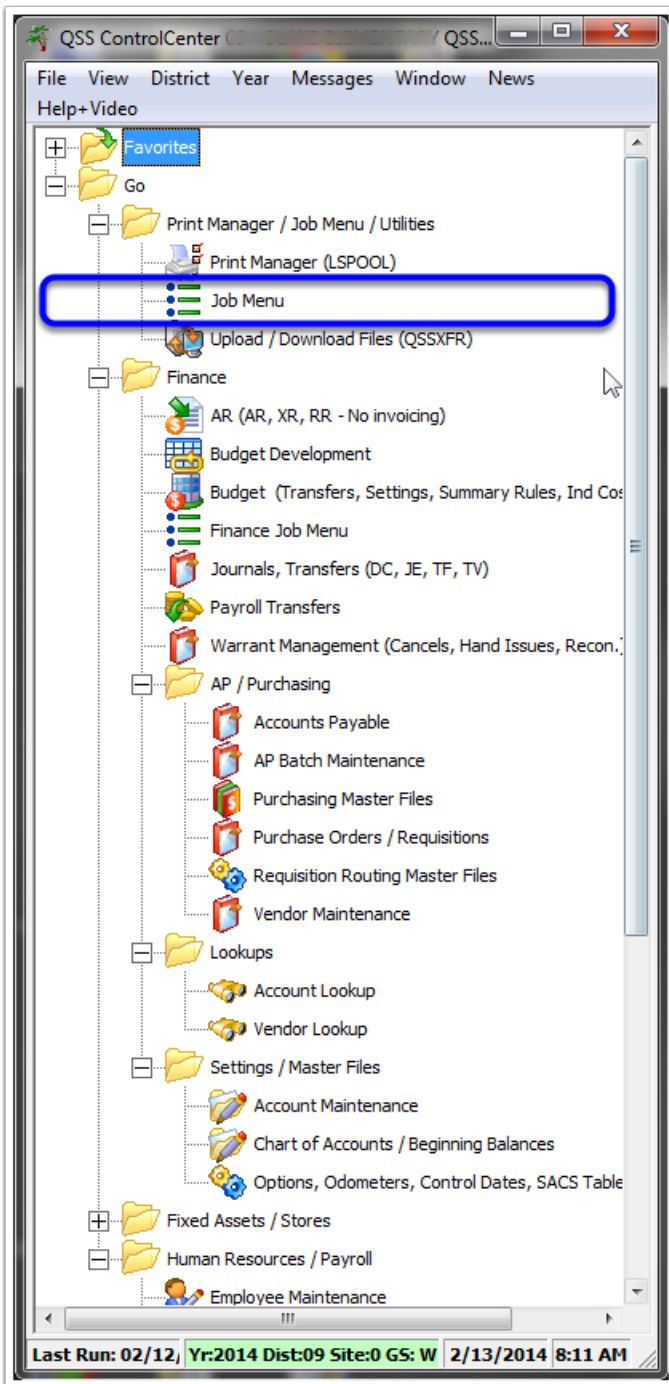 QSS ControlCenter QSS...
File View District Year Messages Window News
Help+Video
Favorites
Go
Print Manager / Job Menu / Utilities
Print Manager (LSPOOL)
Job Menu
Upload / Download Files (QSSXFR)
Finance
AR (AR, XR, RR - No invoicing)
Budget Development
Budget (Transfers, Settings, Summary Rules, Ind Cos
Finance Job Menu
Journals, Transfers (DC, JE, TF, TV)
Payroll Transfers
Warrant Management (Cancels, Hand Issues, Recon.)
AP / Purchasing
Accounts Payable
AP Batch Maintenance
Purchasing Master Files
Purchase Orders / Requisitions
Requisition Routing Master Files
Vendor Maintenance
Lookups
Account Lookup
Vendor Lookup
Settings / Master Files
Account Maintenance
Chart of Accounts / Beginning Balances
Options, Odometers, Control Dates, SACS Table
Fixed Assets / Stores
Human Resources / Payroll
Employee Maintenance
Last Run: 02/12/ Yr:2014 Dist:09 Site:0 GS: W 2/13/2014 8:11 AM